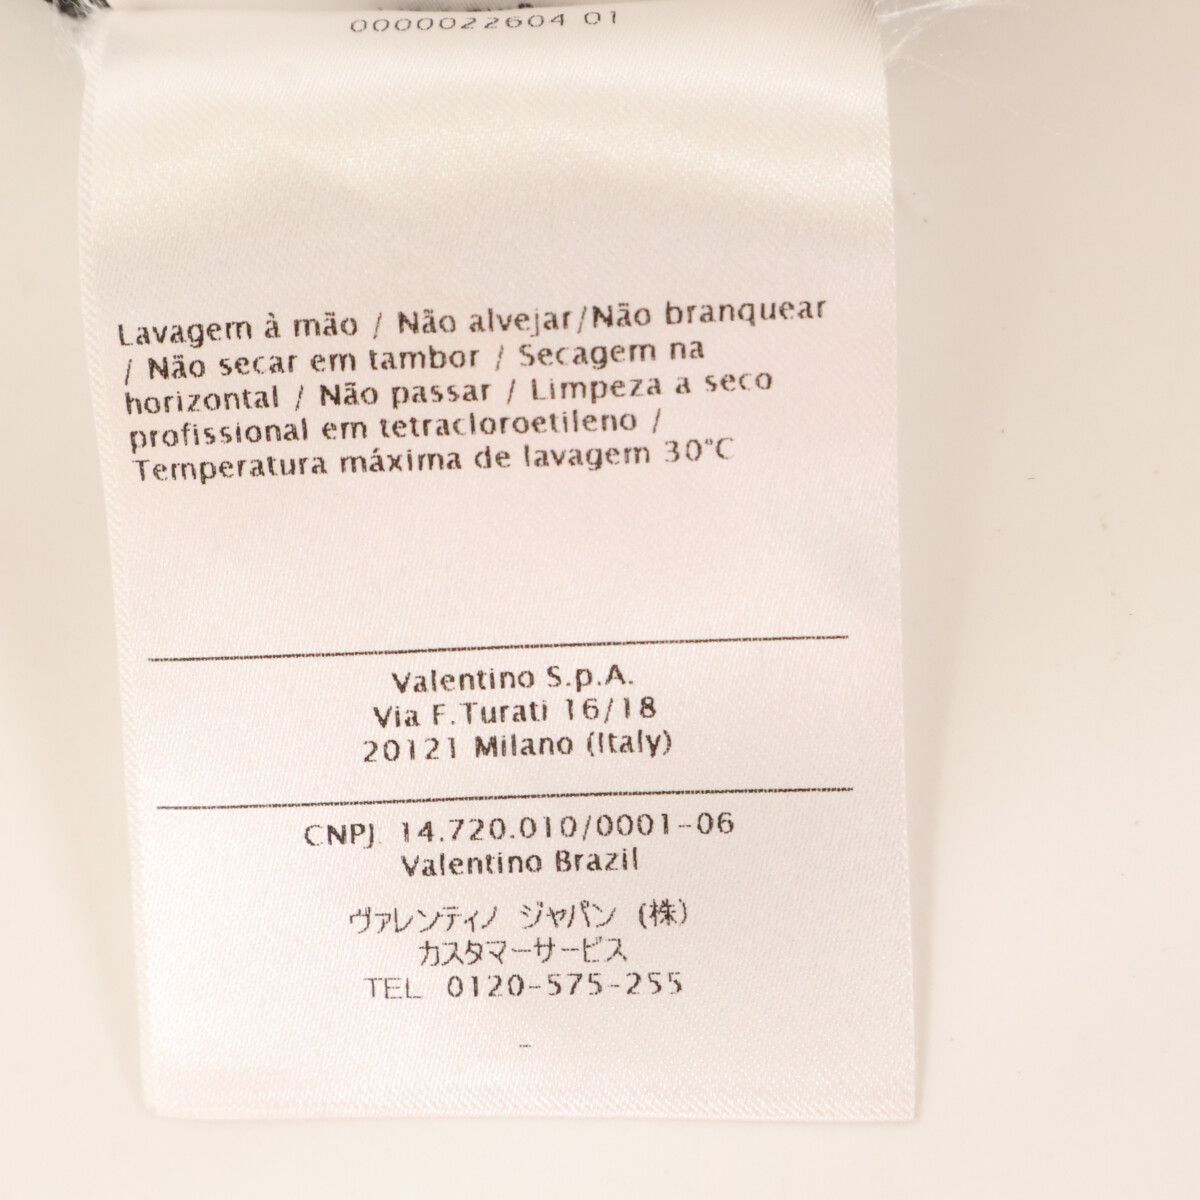 0000022604 01
Lavagem à mão / Não alvejar/Não branquear
/ Não secar em tambor / Secagem na
horizontal / Não passar / Limpeza a seco
profissional em tetracloroetileno /
Temperatura máxima de lavagem 30°C
Valentino S.p.A.
Via F.Turati 16/18
20121 Milano (Italy)
CNPJ 14.720.010/0001-06
Valentino Brazil
ヴァレンティノ ジャパン (株)
カスタマーサービス
TEL 0120-575-255
-